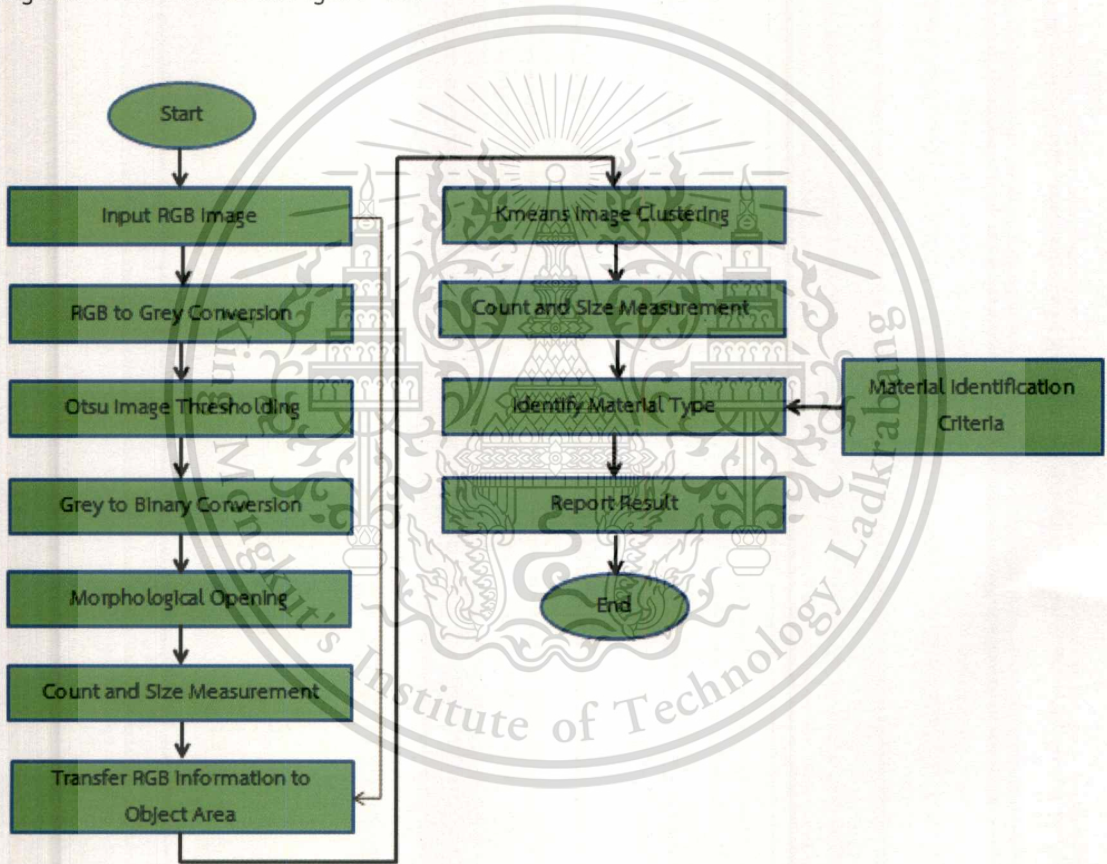 Start
Input RGB Image
RGB to Grey Conversion
Otsu Image Thresholding
Grey to Binary Conversion
Morphological Opening
Count and Size Measurement
Transfer RGB Information to
Object Area
Kmeans Image Clustering
Count and Size Measurement
Identify Material Type
Report Result
End
Material Identification
Criteria
King Mongkut's Institute of Technology Ladkrabang